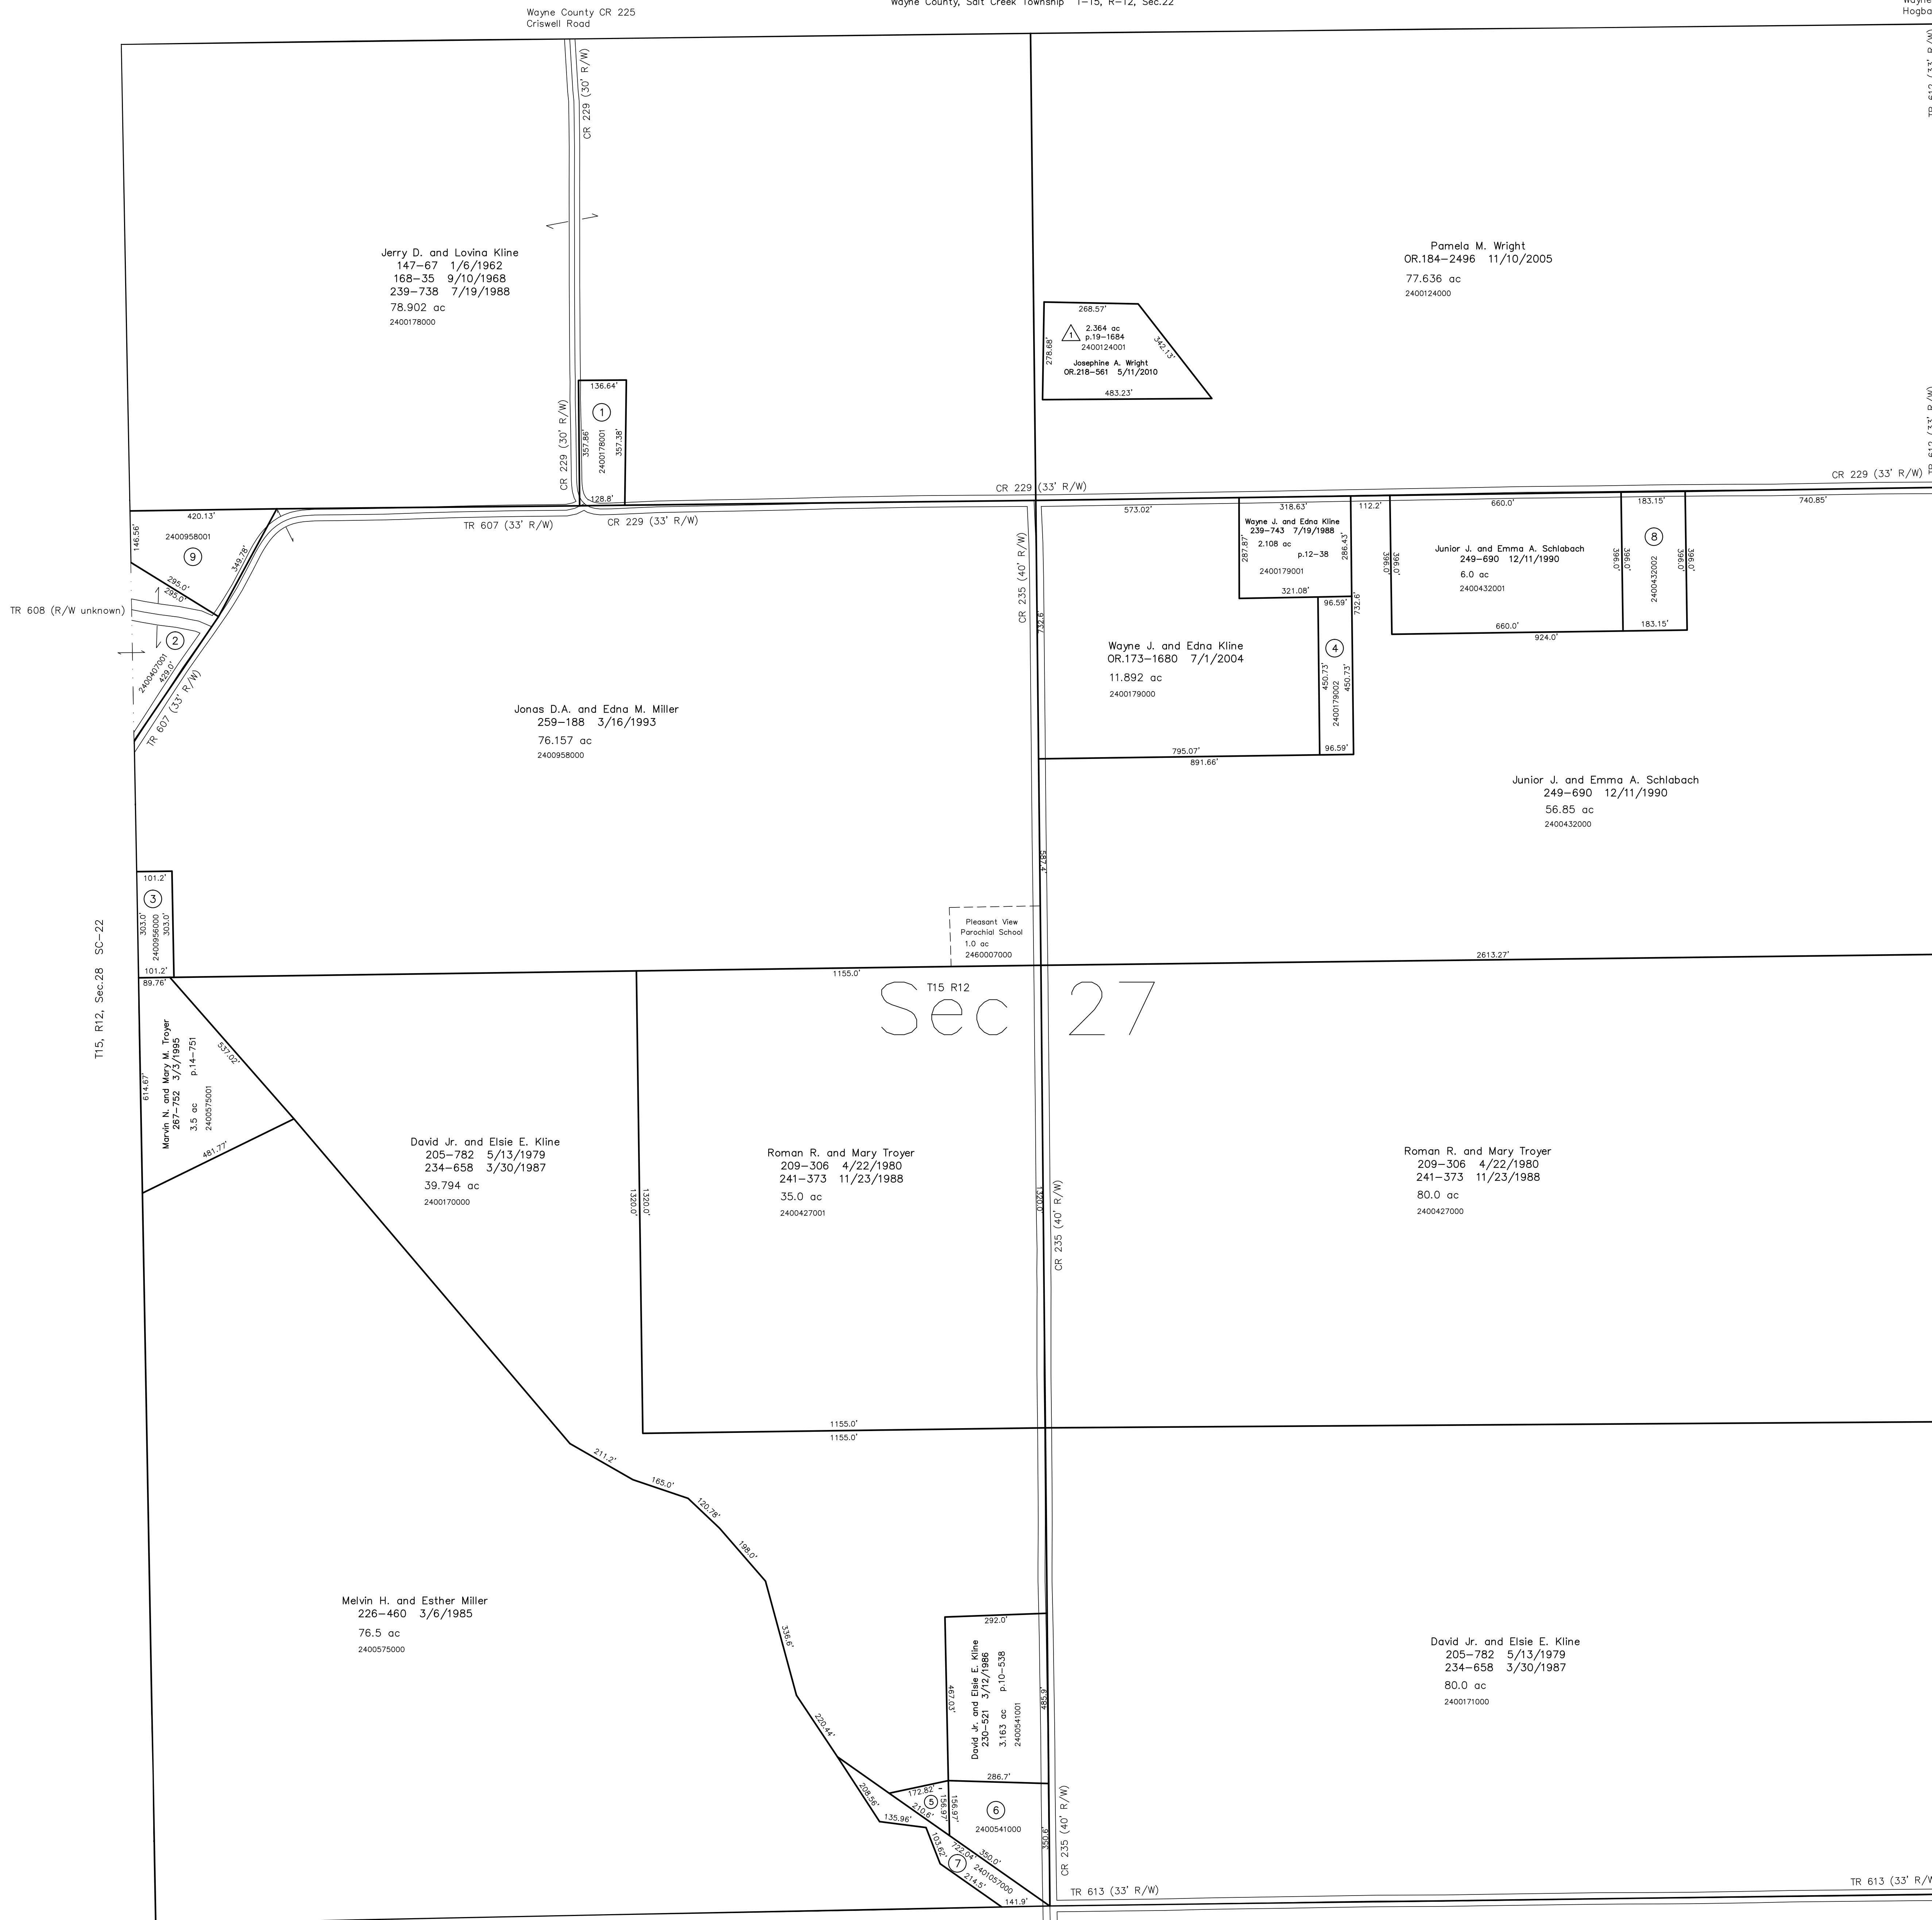 Wayne County CR 225
Criswell Road
Wayne County, Salt Creek Township T-15, R-12, Sec.22
Hogba
CR 229 (30' R/W)
TR 612 (33' R/W)
Jerry D. and Lovina Kline
147-67 1/6/1962
168-35 9/10/1968
239-738 7/19/1988
78.902 ac
2400178000
Pamela M. Wright
OR.184-2496 11/10/2005
77.636 ac
2400124000
268.57'
278.68'
342.13'
483.23'
1
2.364 ac
p.19-1684
2400124001
Josephine A. Wright
OR.218-561 5/11/2010
CR 229 (30' R/W)
136.64'
1
357.86'
2400178001
357.38'
128.8'
TR 612 (33' R/W)
CR 229 (33' R/W)
CR 229 (33' R/W)
TR 607 (33' R/W)
CR 229 (33' R/W)
420.13'
146.56'
2400958001
9
349.78'
295.0'
295.0'
TR 608 (R/W unknown)
2
2400407001
429.0'
TR 607 (33' R/W)
CR 235 (40' R/W)
573.02'
318.63'
112.2'
660.0'
183.15'
740.85'
Wayne J. and Edna Kline
239-743 7/19/1988
2.108 ac
p.12-38
2400179001
287.87'
286.43'
321.08'
396.0'
396.0'
Junior J. and Emma A. Schlabach
249-690 12/11/1990
6.0 ac
2400432001
396.0'
396.0'
8
2400432002
396.0'
396.0'
660.0'
183.15'
924.0'
732.6'
732.6'
Wayne J. and Edna Kline
OR.173-1680 7/1/2004
11.892 ac
2400179000
96.59'
4
450.73'
2400179002
450.73'
96.59'
795.07'
891.66'
Jonas D.A. and Edna M. Miller
259-188 3/16/1993
76.157 ac
2400958000
Junior J. and Emma A. Schlabach
249-690 12/11/1990
56.85 ac
2400432000
587.4'
101.2'
3
303.0'
2400956000
303.0'
101.2'
89.76'
T15, R12, Sec.28 SC-22
Pleasant View
Parochial School
1.0 ac
2460007000
1155.0'
2613.27'
T15 R12
Sec 27
Marvin N. and Mary M. Troyer
267-752 3/3/1995
3.5 ac p.14-751
2400575001
614.67'
537.02'
481.77'
David Jr. and Elsie E. Kline
205-782 5/13/1979
234-658 3/30/1987
39.794 ac
2400170000
1320.0'
1320.0'
Roman R. and Mary Troyer
209-306 4/22/1980
241-373 11/23/1988
35.0 ac
2400427001
1320.0'
CR 235 (40' R/W)
Roman R. and Mary Troyer
209-306 4/22/1980
241-373 11/23/1988
80.0 ac
2400427000
1155.0'
1155.0'
211.2'
165.0'
120.78'
198.0'
336.6'
220.44'
Melvin H. and Esther Miller
226-460 3/6/1985
76.5 ac
2400575000
292.0'
467.03'
David Jr. and Elsie E. Kline
230-521 3/12/1986
3.163 ac p.10-538
2400541001
485.9'
286.7'
David Jr. and Elsie E. Kline
205-782 5/13/1979
234-658 3/30/1987
80.0 ac
2400171000
172.82'
5
210.6'
156.97'
156.97'
6
2400541000
350.6'
208.56'
135.96'
103.62'
722.04'
350.0'
7
2401057000
214.5'
141.9'
CR 235 (40' R/W)
TR 613 (33' R/W)
TR 613 (33' R/W